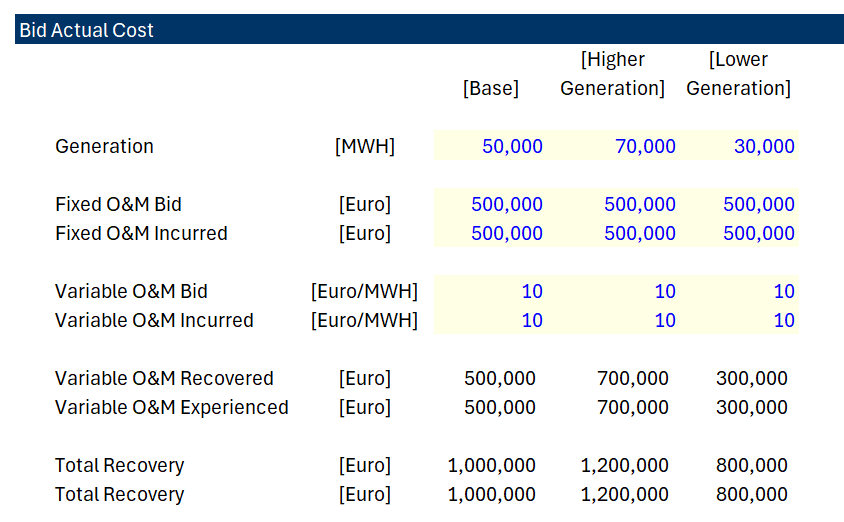 Bid Actual Cost
[Higher [Lower
[Base] Generation] Generation]
Generation [MWH] 50,000 70,000 30,000
Fixed O&M Bid [Euro] 500,000 500,000 500,000
Fixed O&M Incurred [Euro] 500,000 500,000 500,000
Variable O&M Bid [Euro/MWH] 10 10 10
Variable O&M Incurred [Euro/MWH] 10 10 10
Variable O&M Recovered [Euro] 500,000 700,000 300,000
Variable O&M Experienced [Euro] 500,000 700,000 300,000
Total Recovery [Euro] 1,000,000 1,200,000 800,000
Total Recovery [Euro] 1,000,000 1,200,000 800,000